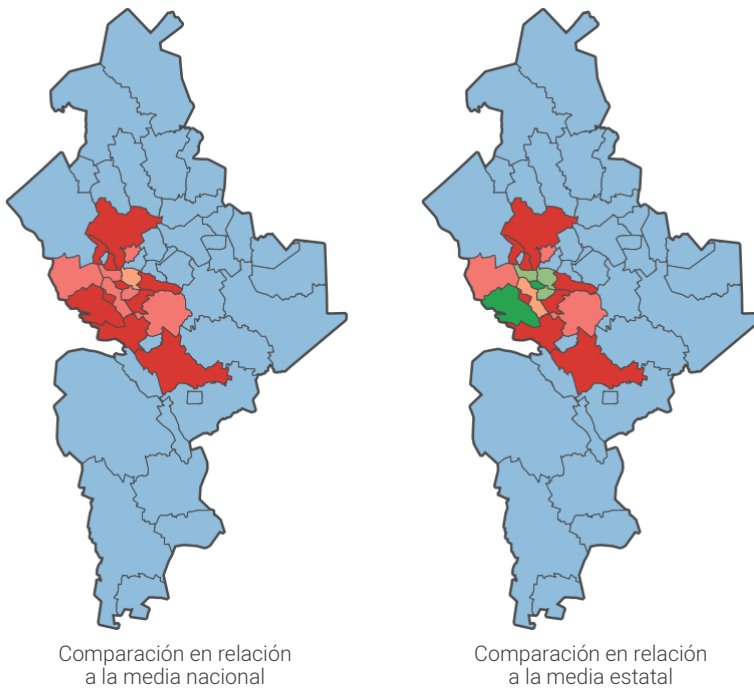 Comparación en relación
a la media nacional
Comparación en relación
a la media estatal